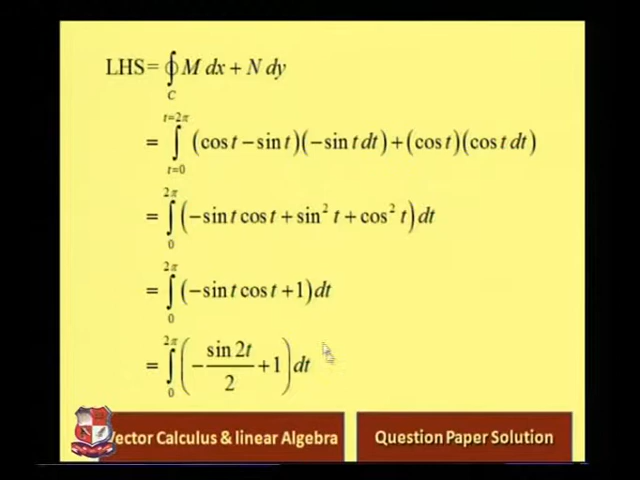 LHS = ∮_C M dx + N dy
= ∫_{t=0}^{t=2π} (cos t − sin t)(−sin t dt) + (cos t)(cos t dt)
= ∫_0^{2π} (−sin t cos t + sin² t + cos² t) dt
= ∫_0^{2π} (−sin t cos t + 1) dt
= ∫_0^{2π} (−sin 2t / 2 + 1) dt
Vector Calculus & linear Algebra
Question Paper Solution